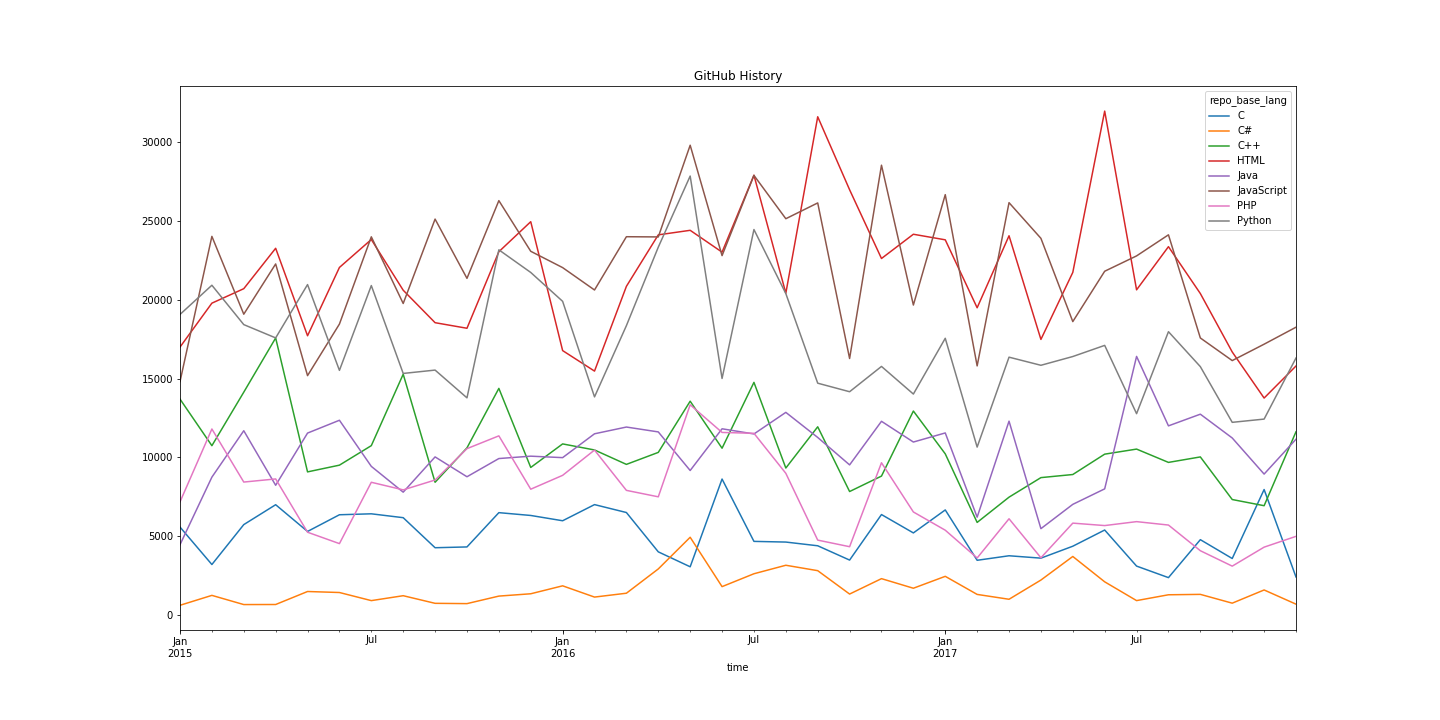 GitHub History
repo_base_lang
C
C#
C++
HTML
Java
JavaScript
PHP
Python
30000
25000
20000
15000
10000
5000
0
Jan
2015
Jul
Jan
2016
Jul
Jan
2017
Jul
time